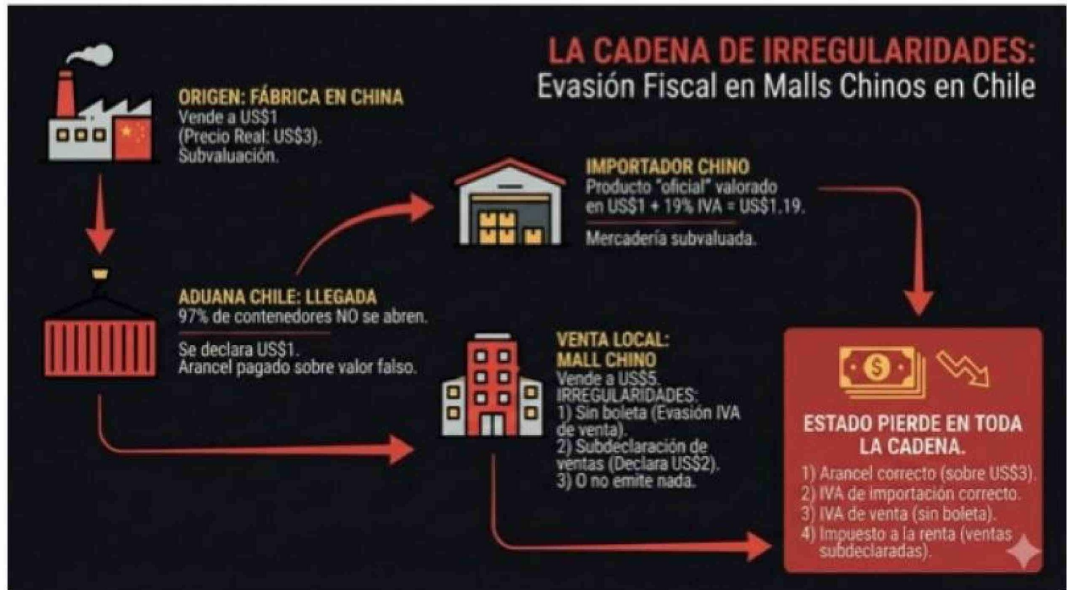 LA CADENA DE IRREGULARIDADES:
Evasión Fiscal en Malls Chinos en Chile
ORIGEN: FÁBRICA EN CHINA
Vende a US$1
(Precio Real: US$3).
Subvaluación.
IMPORTADOR CHINO
Producto "oficial" valorado
en US$1 + 19% IVA = US$1.19.
Mercadería subvaluada.
ADUANA CHILE: LLEGADA
97% de contenedores NO se abren.
Se declara US$1.
Arancel pagado sobre valor falso.
VENTA LOCAL:
MALL CHINO
Vende a US$5.
IRREGULARIDADES:
1) Sin boleta (Evasión IVA
de venta).
2) Subdeclaración de
ventas (Declara US$2).
3) O no emite nada.
$
ESTADO PIERDE EN TODA
LA CADENA.
1) Arancel correcto (sobre US$3).
2) IVA de importación correcto.
3) IVA de venta (sin boleta).
4) Impuesto a la renta (ventas
subdeclaradas).